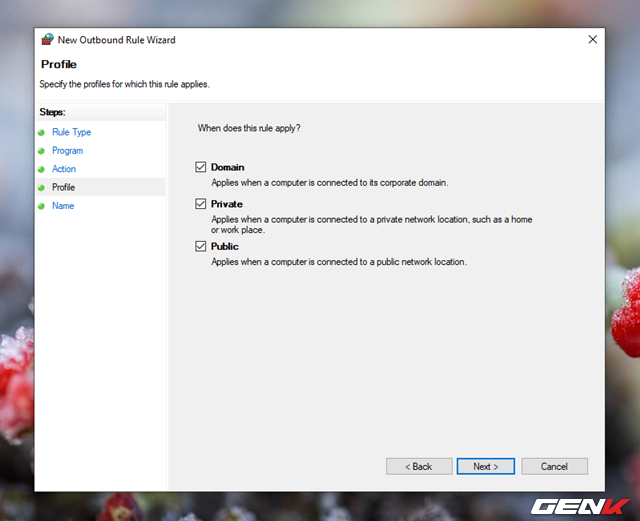 New Outbound Rule Wizard
Profile
Specify the profiles for which this rule applies.
Steps:
Rule Type
Program
Action
Profile
Name
When does this rule apply?
Domain
Applies when a computer is connected to its corporate domain.
Private
Applies when a computer is connected to a private network location, such as a home
or work place.
Public
Applies when a computer is connected to a public network location.
< Back
Next >
Cancel
GENK